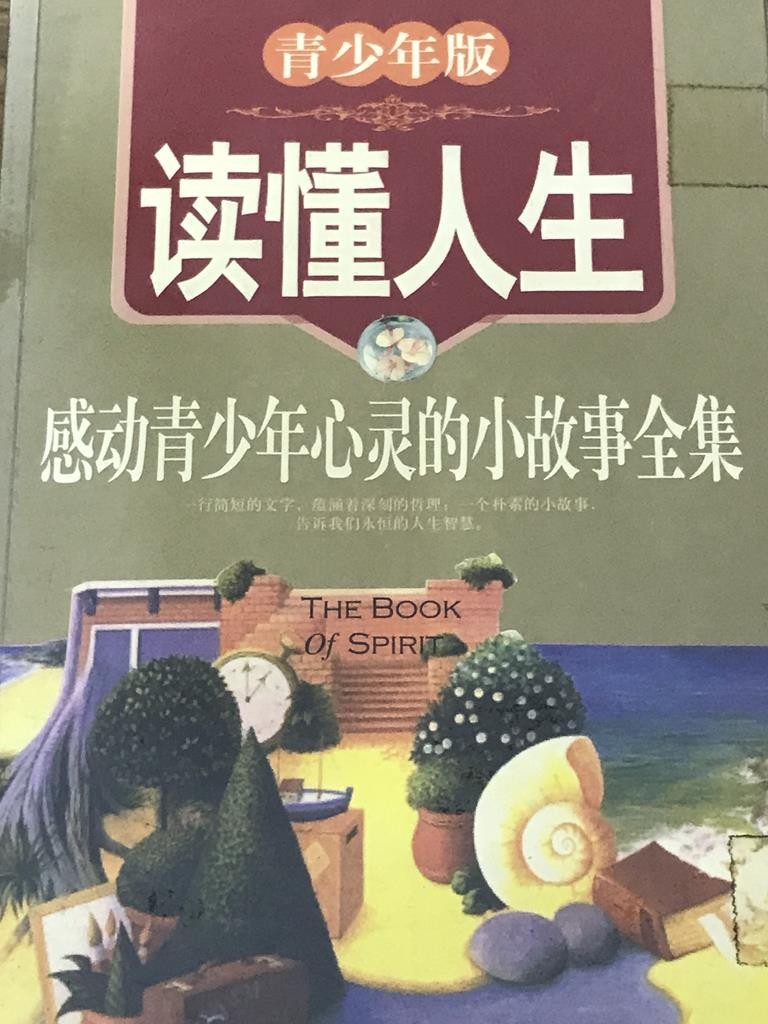 青少年版
读懂人生
感动青少年心灵的小故事全集
一行简短的文字,蕴涵着深刻的哲理;一个朴素的小故事,
告诉我们永恒的人生智慧。
THE BOOK
Of SPIRIT